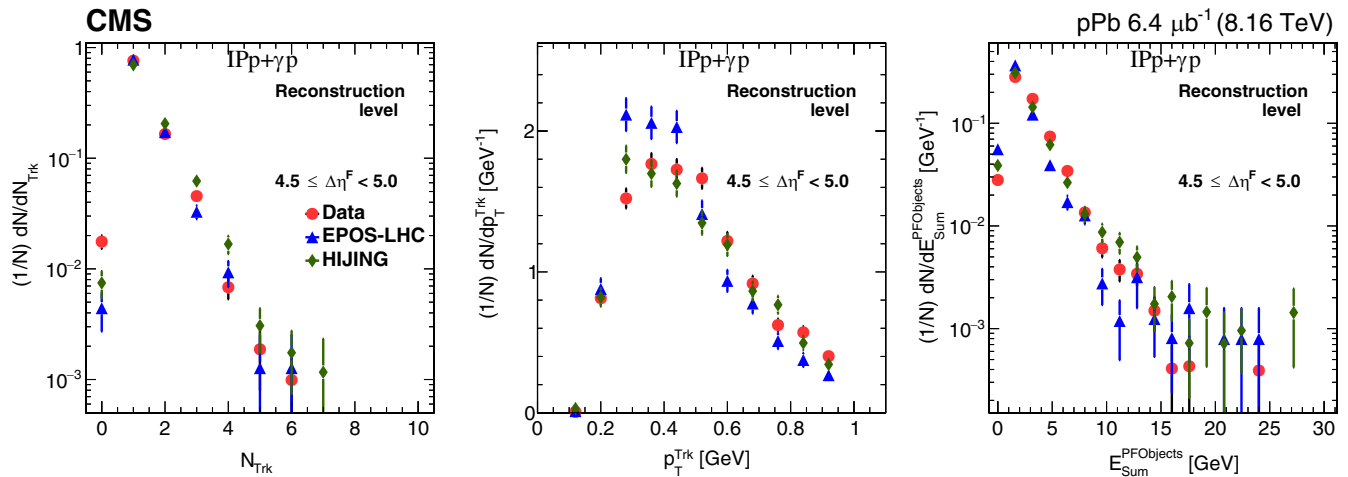 CMS
pPb 6.4 μb⁻¹ (8.16 TeV)
IPp+γp
Reconstruction
level
4.5 ≤ Δη^F < 5.0
Data
EPOS-LHC
HIJING
(1/N) dN/dN_Trk
1
10⁻¹
10⁻²
10⁻³
0 2 4 6 8 10
N_Trk
IPp+γp
Reconstruction
level
4.5 ≤ Δη^F < 5.0
(1/N) dN/dp_T^Trk [GeV⁻¹]
2
1
0
0 0.2 0.4 0.6 0.8 1
p_T^Trk [GeV]
IPp+γp
Reconstruction
level
4.5 ≤ Δη^F < 5.0
(1/N) dN/dE_Sum^PFObjects [GeV⁻¹]
10⁻¹
10⁻²
10⁻³
0 5 10 15 20 25 30
E_Sum^PFObjects [GeV]